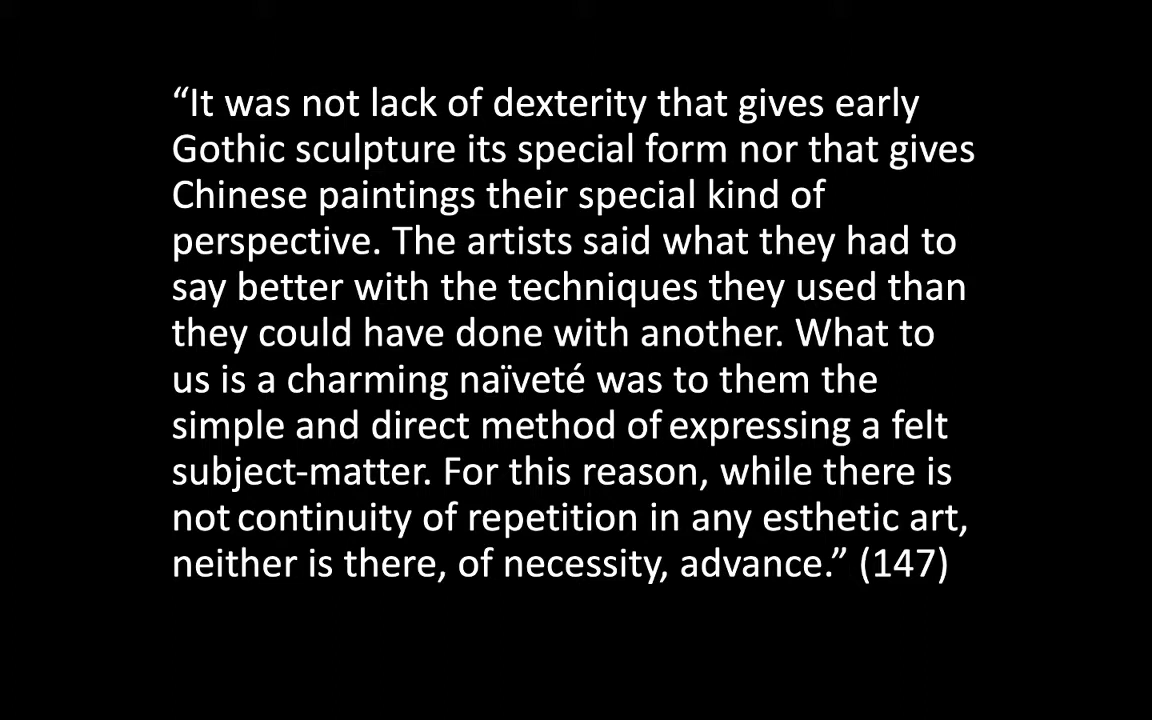 “It was not lack of dexterity that gives early
Gothic sculpture its special form nor that gives
Chinese paintings their special kind of
perspective. The artists said what they had to
say better with the techniques they used than
they could have done with another. What to
us is a charming naïveté was to them the
simple and direct method of expressing a felt
subject-matter. For this reason, while there is
not continuity of repetition in any esthetic art,
neither is there, of necessity, advance.” (147)